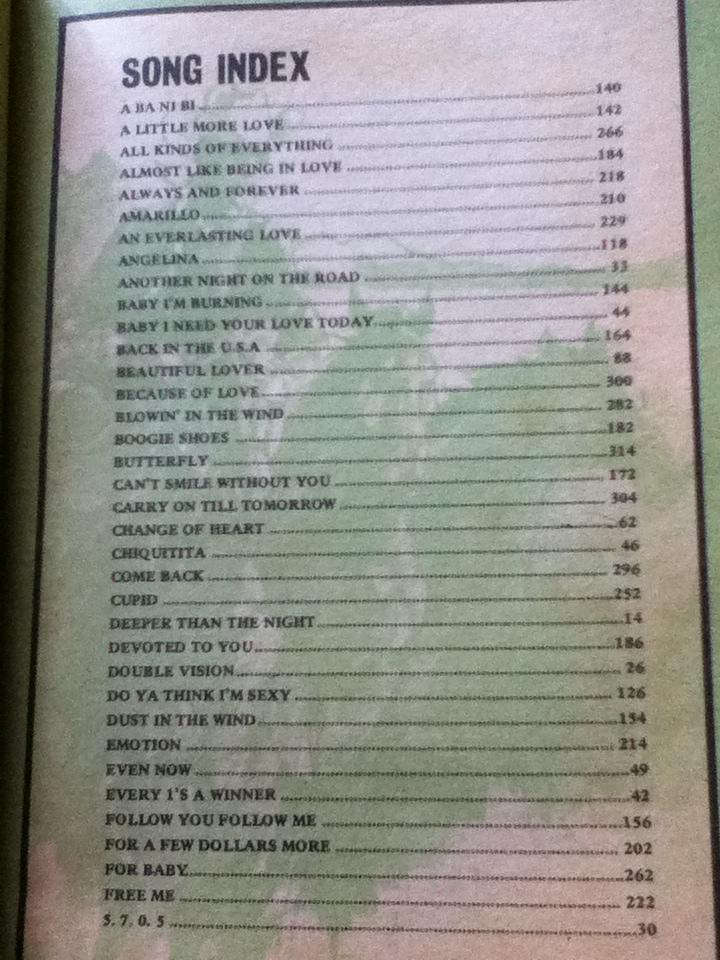 SONG INDEX
A BA NI BI 140
A LITTLE MORE LOVE 142
ALL KINDS OF EVERYTHING 266
ALMOST LIKE BEING IN LOVE 184
ALWAYS AND FOREVER 218
AMARILLO 210
AN EVERLASTING LOVE 229
ANGELINA 118
ANOTHER NIGHT ON THE ROAD 33
BABY I'M BURNING 144
BABY I NEED YOUR LOVE TODAY 44
BACK IN THE U.S.A 164
BEAUTIFUL LOVER 88
BECAUSE OF LOVE 300
BLOWIN' IN THE WIND 282
BOOGIE SHOES 182
BUTTERFLY 314
CAN'T SMILE WITHOUT YOU 172
CARRY ON TILL TOMORROW 304
CHANGE OF HEART 62
CHIQUITITA 46
COME BACK 296
CUPID 252
DEEPER THAN THE NIGHT 14
DEVOTED TO YOU 186
DOUBLE VISION 26
DO YA THINK I'M SEXY 126
DUST IN THE WIND 154
EMOTION 214
EVEN NOW 49
EVERY 1'S A WINNER 42
FOLLOW YOU FOLLOW ME 156
FOR A FEW DOLLARS MORE 202
FOR BABY 262
FREE ME 222
5. 7. 0. 5 30